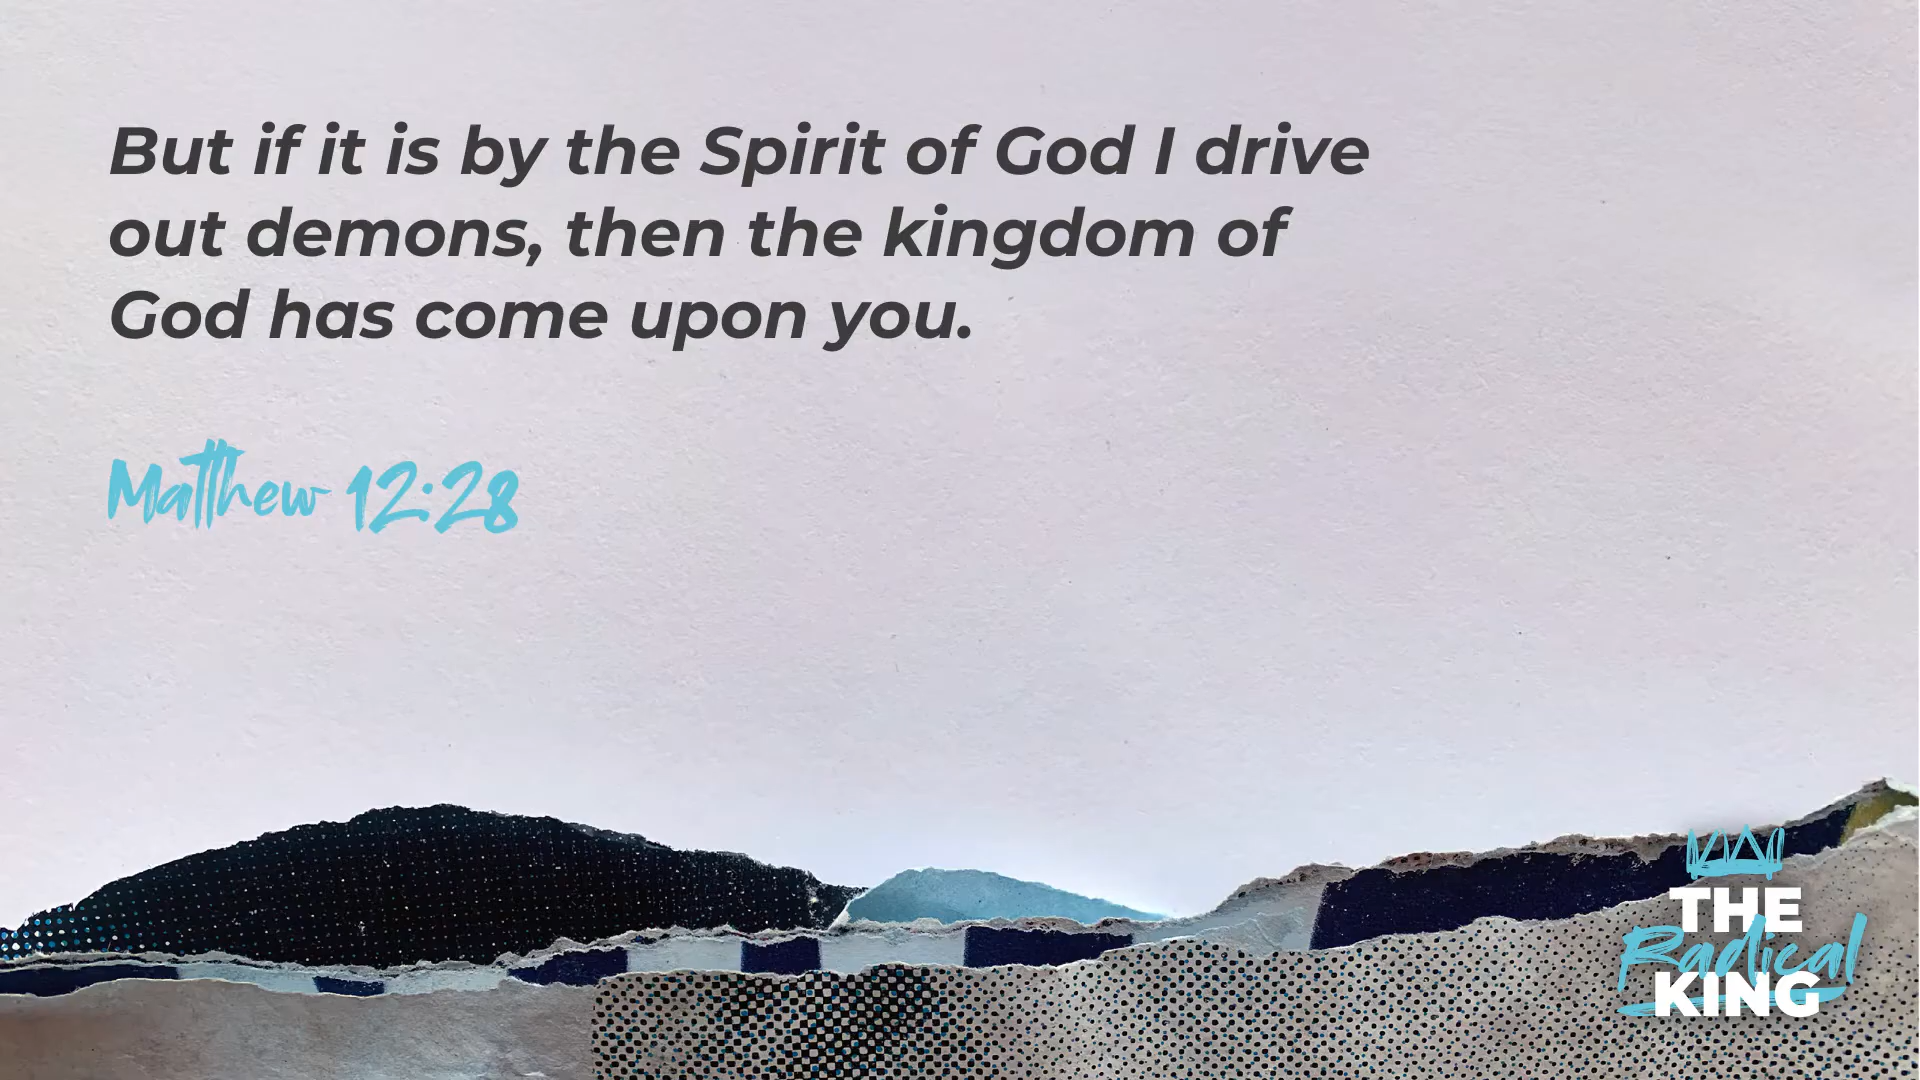 But if it is by the Spirit of God I drive
out demons, then the kingdom of
God has come upon you.
Matthew 12:28
THE
Radical
KING